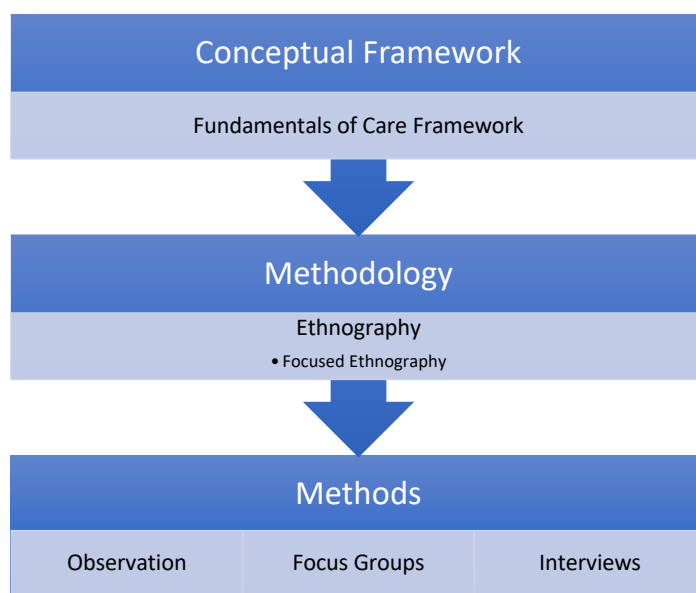 Conceptual Framework
Fundamentals of Care Framework
Methodology
Ethnography
• Focused Ethnography
Methods
Observation
Focus Groups
Interviews